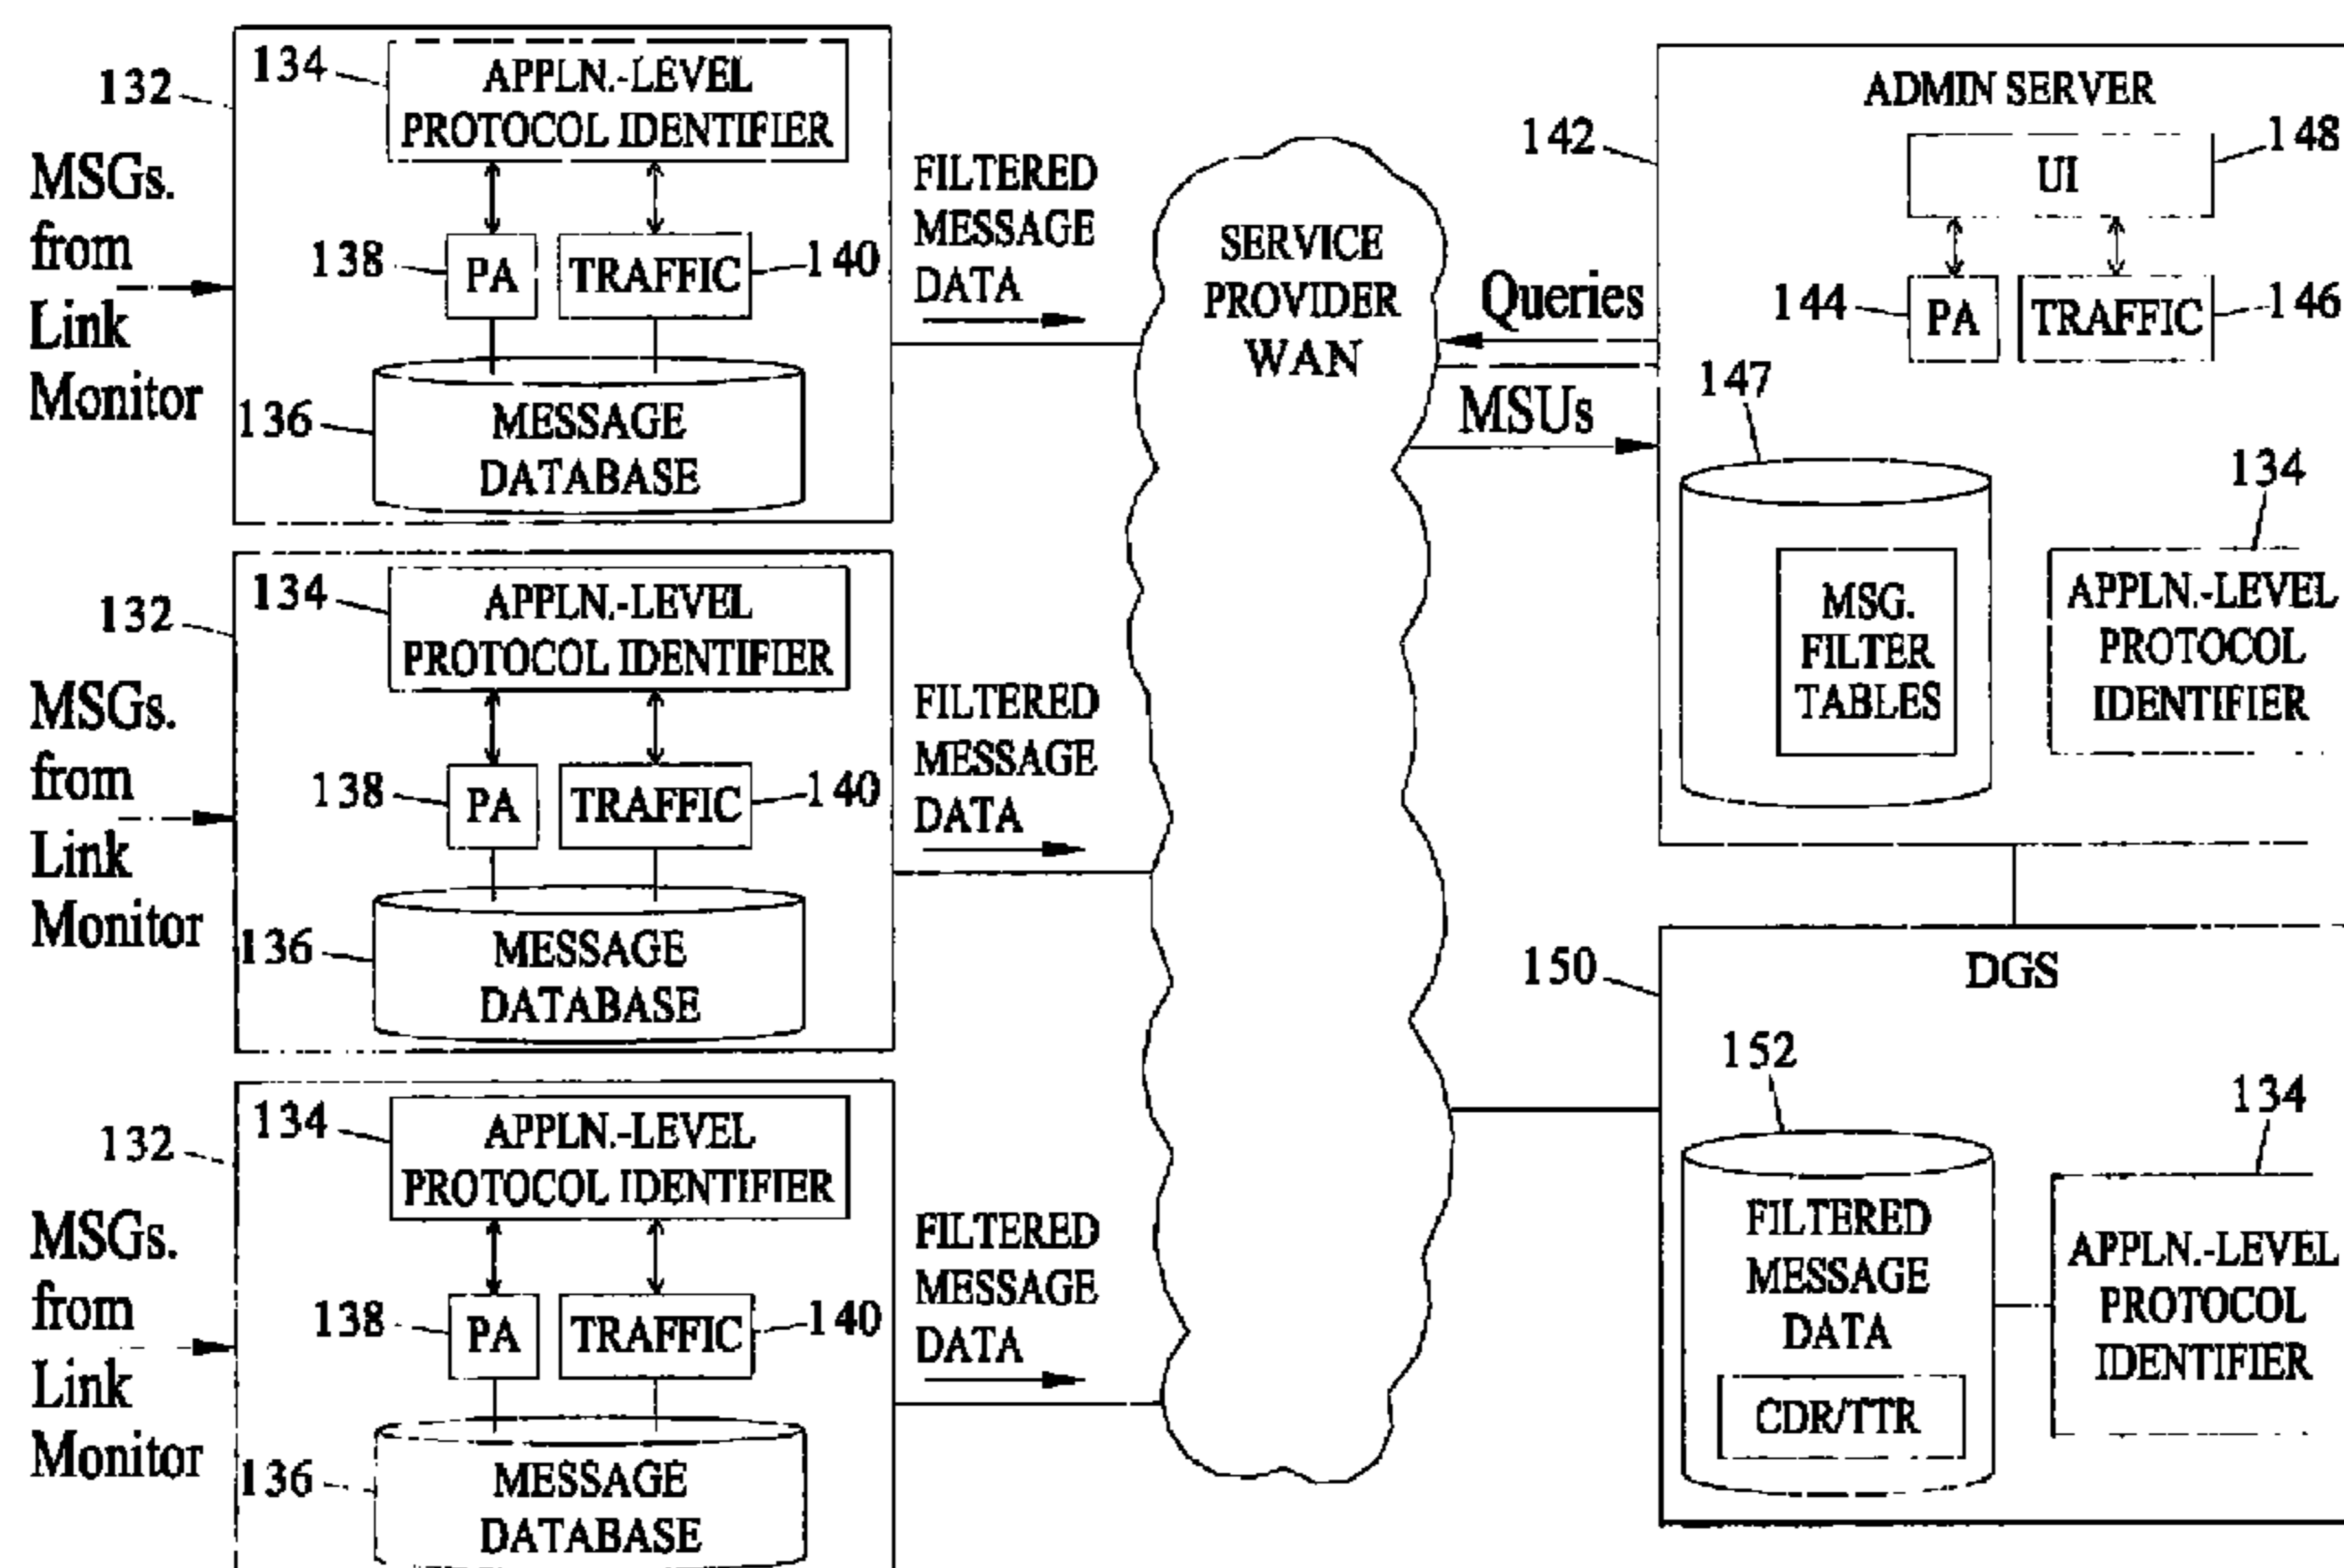 134
APPLN.-LEVEL
PROTOCOL IDENTIFIER
132
MSGs.
from
Link
Monitor
138
PA
TRAFFIC
140
136
MESSAGE
DATABASE
FILTERED
MESSAGE
DATA
134
APPLN.-LEVEL
PROTOCOL IDENTIFIER
132
MSGs.
from
Link
Monitor
138
PA
TRAFFIC
140
136
MESSAGE
DATABASE
FILTERED
MESSAGE
DATA
134
APPLN.-LEVEL
PROTOCOL IDENTIFIER
132
MSGs.
from
Link
Monitor
138
PA
TRAFFIC
140
136
MESSAGE
DATABASE
FILTERED
MESSAGE
DATA
SERVICE
PROVIDER
WAN
Queries
MSUs
142
ADMIN SERVER
UI
148
144
PA
TRAFFIC
146
147
MSG.
FILTER
TABLES
134
APPLN.-LEVEL
PROTOCOL
IDENTIFIER
150
DGS
152
FILTERED
MESSAGE
DATA
CDR/TTR
134
APPLN.-LEVEL
PROTOCOL
IDENTIFIER